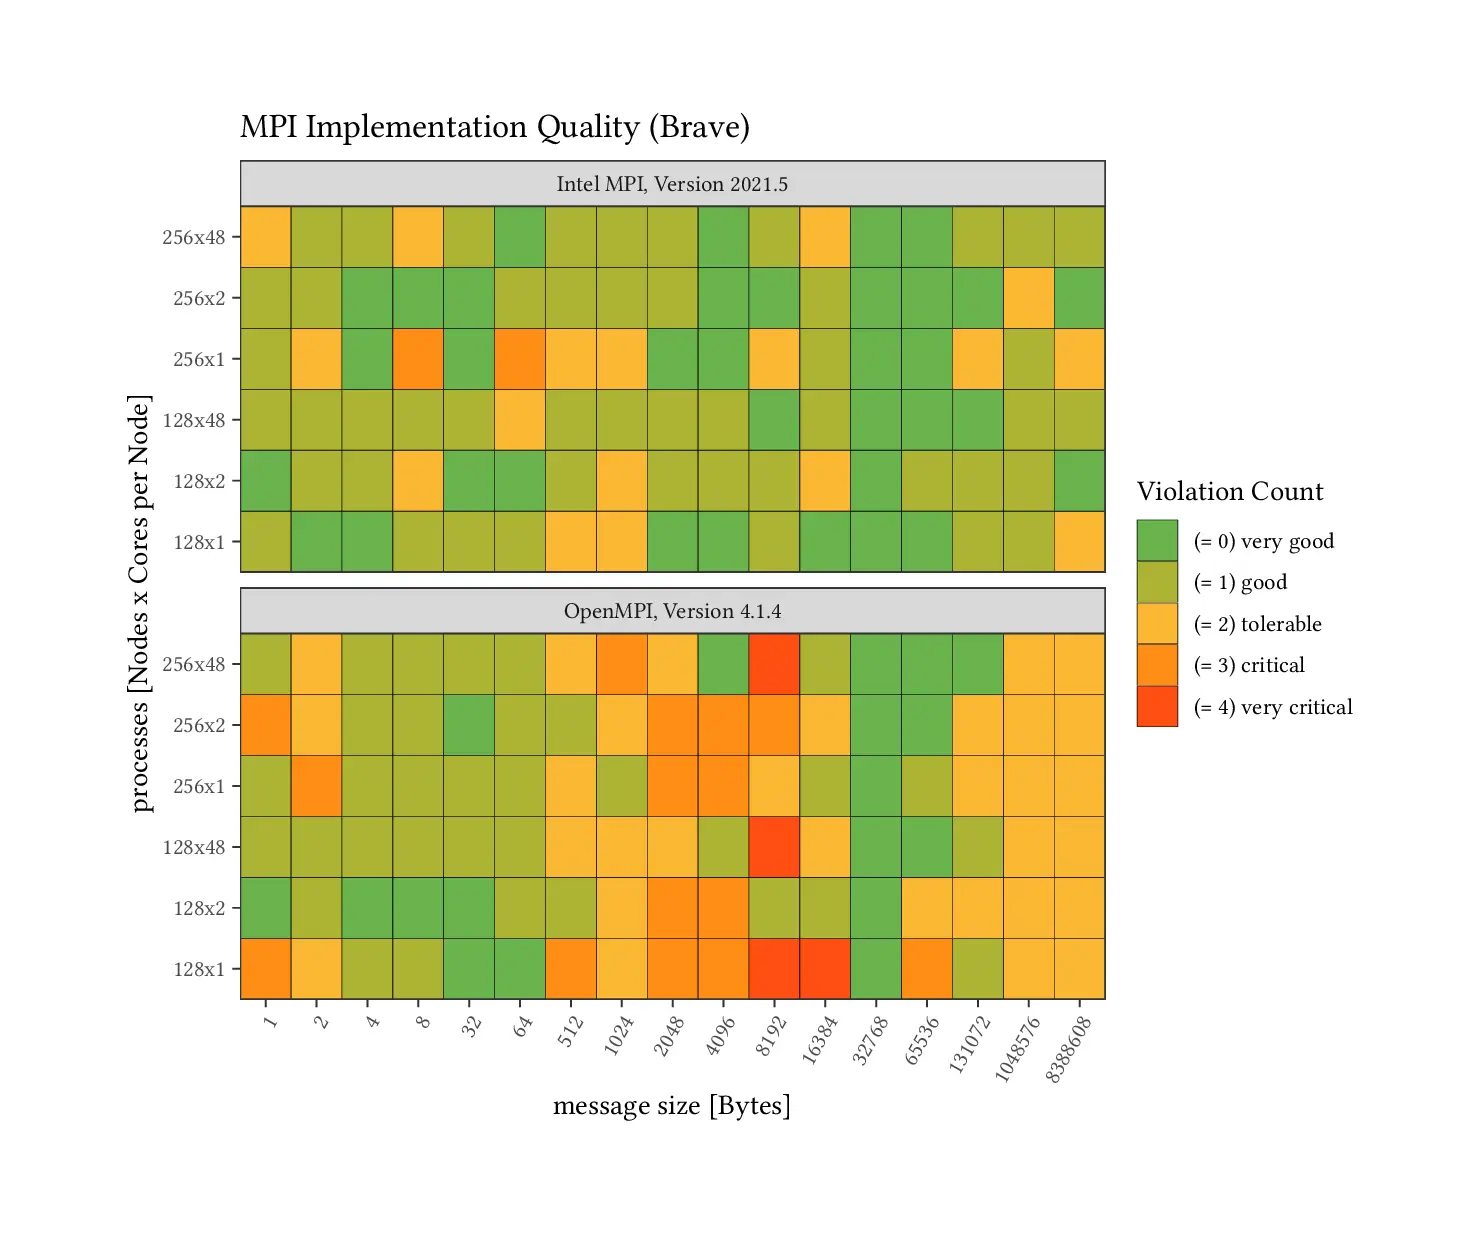 MPI Implementation Quality (Brave)
Intel MPI, Version 2021.5
256x48
256x2
256x1
128x48
128x2
128x1
OpenMPI, Version 4.1.4
256x48
256x2
256x1
128x48
128x2
128x1
processes [Nodes x Cores per Node]
1 2 4 8 32 64 512 1024 2048 4096 8192 16384 32768 65536 131072 1048576 8388608
message size [Bytes]
Violation Count
(= 0) very good
(= 1) good
(= 2) tolerable
(= 3) critical
(= 4) very critical